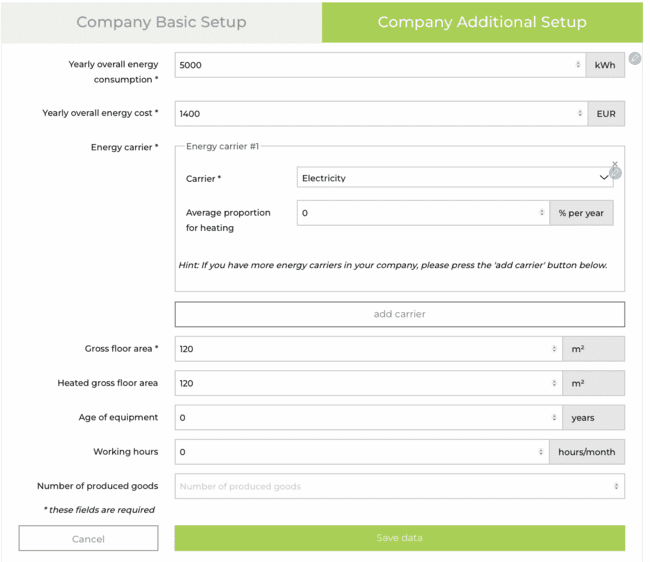 Company Basic Setup
Company Additional Setup
Yearly overall energy
consumption *
5000
kWh
Yearly overall energy cost *
1400
EUR
Energy carrier *
Energy carrier #1
Carrier *
Electricity
Average proportion
for heating
0
% per year
Hint: If you have more energy carriers in your company, please press the 'add carrier' button below.
add carrier
Gross floor area *
120
m²
Heated gross floor area
120
m²
Age of equipment
0
years
Working hours
0
hours/month
Number of produced goods
Number of produced goods
* these fields are required
Cancel
Save data